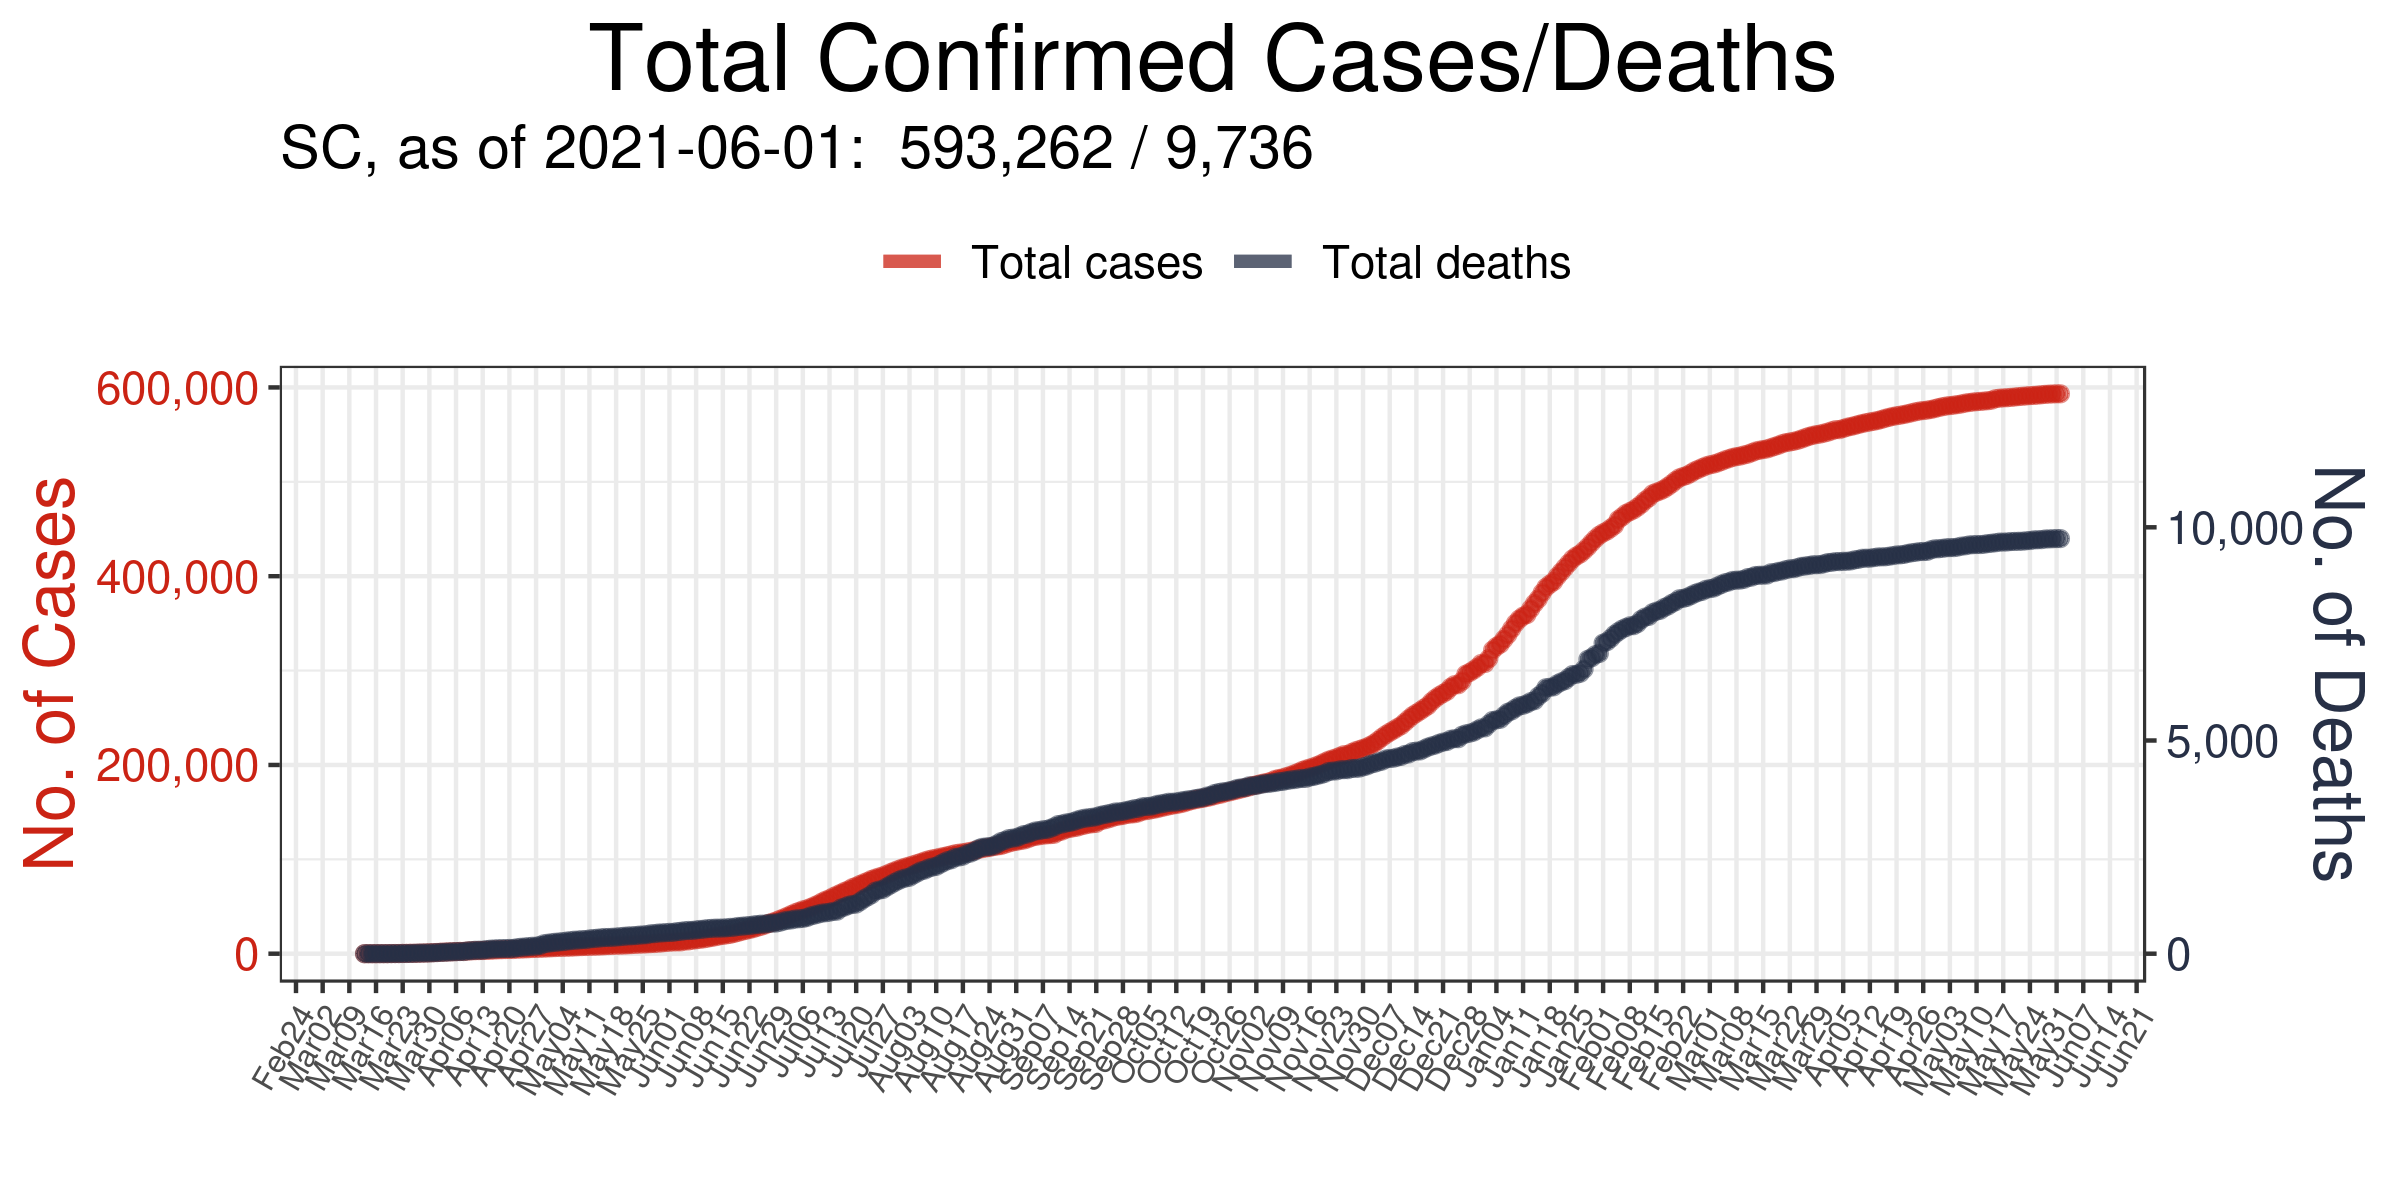 Total Confirmed Cases/Deaths
SC, as of 2021-06-01: 593,262 / 9,736
Total cases
Total deaths
No. of Cases
600,000
400,000
200,000
0
10,000
5,000
0
No. of Deaths
Feb24
Mar02
Mar09
Mar16
Mar23
Mar30
Apr06
Apr13
Apr20
Apr27
May04
May11
May18
May25
Jun01
Jun08
Jun15
Jun22
Jun29
Jul06
Jul13
Jul20
Jul27
Aug03
Aug10
Aug17
Aug24
Aug31
Sep07
Sep14
Sep21
Sep28
Oct05
Oct12
Oct19
Oct26
Nov02
Nov09
Nov16
Nov23
Nov30
Dec07
Dec14
Dec21
Dec28
Jan04
Jan11
Jan18
Jan25
Feb01
Feb08
Feb15
Feb22
Mar01
Mar08
Mar15
Mar22
Mar29
Apr05
Apr12
Apr19
Apr26
May03
May10
May17
May24
May31
Jun07
Jun14
Jun21